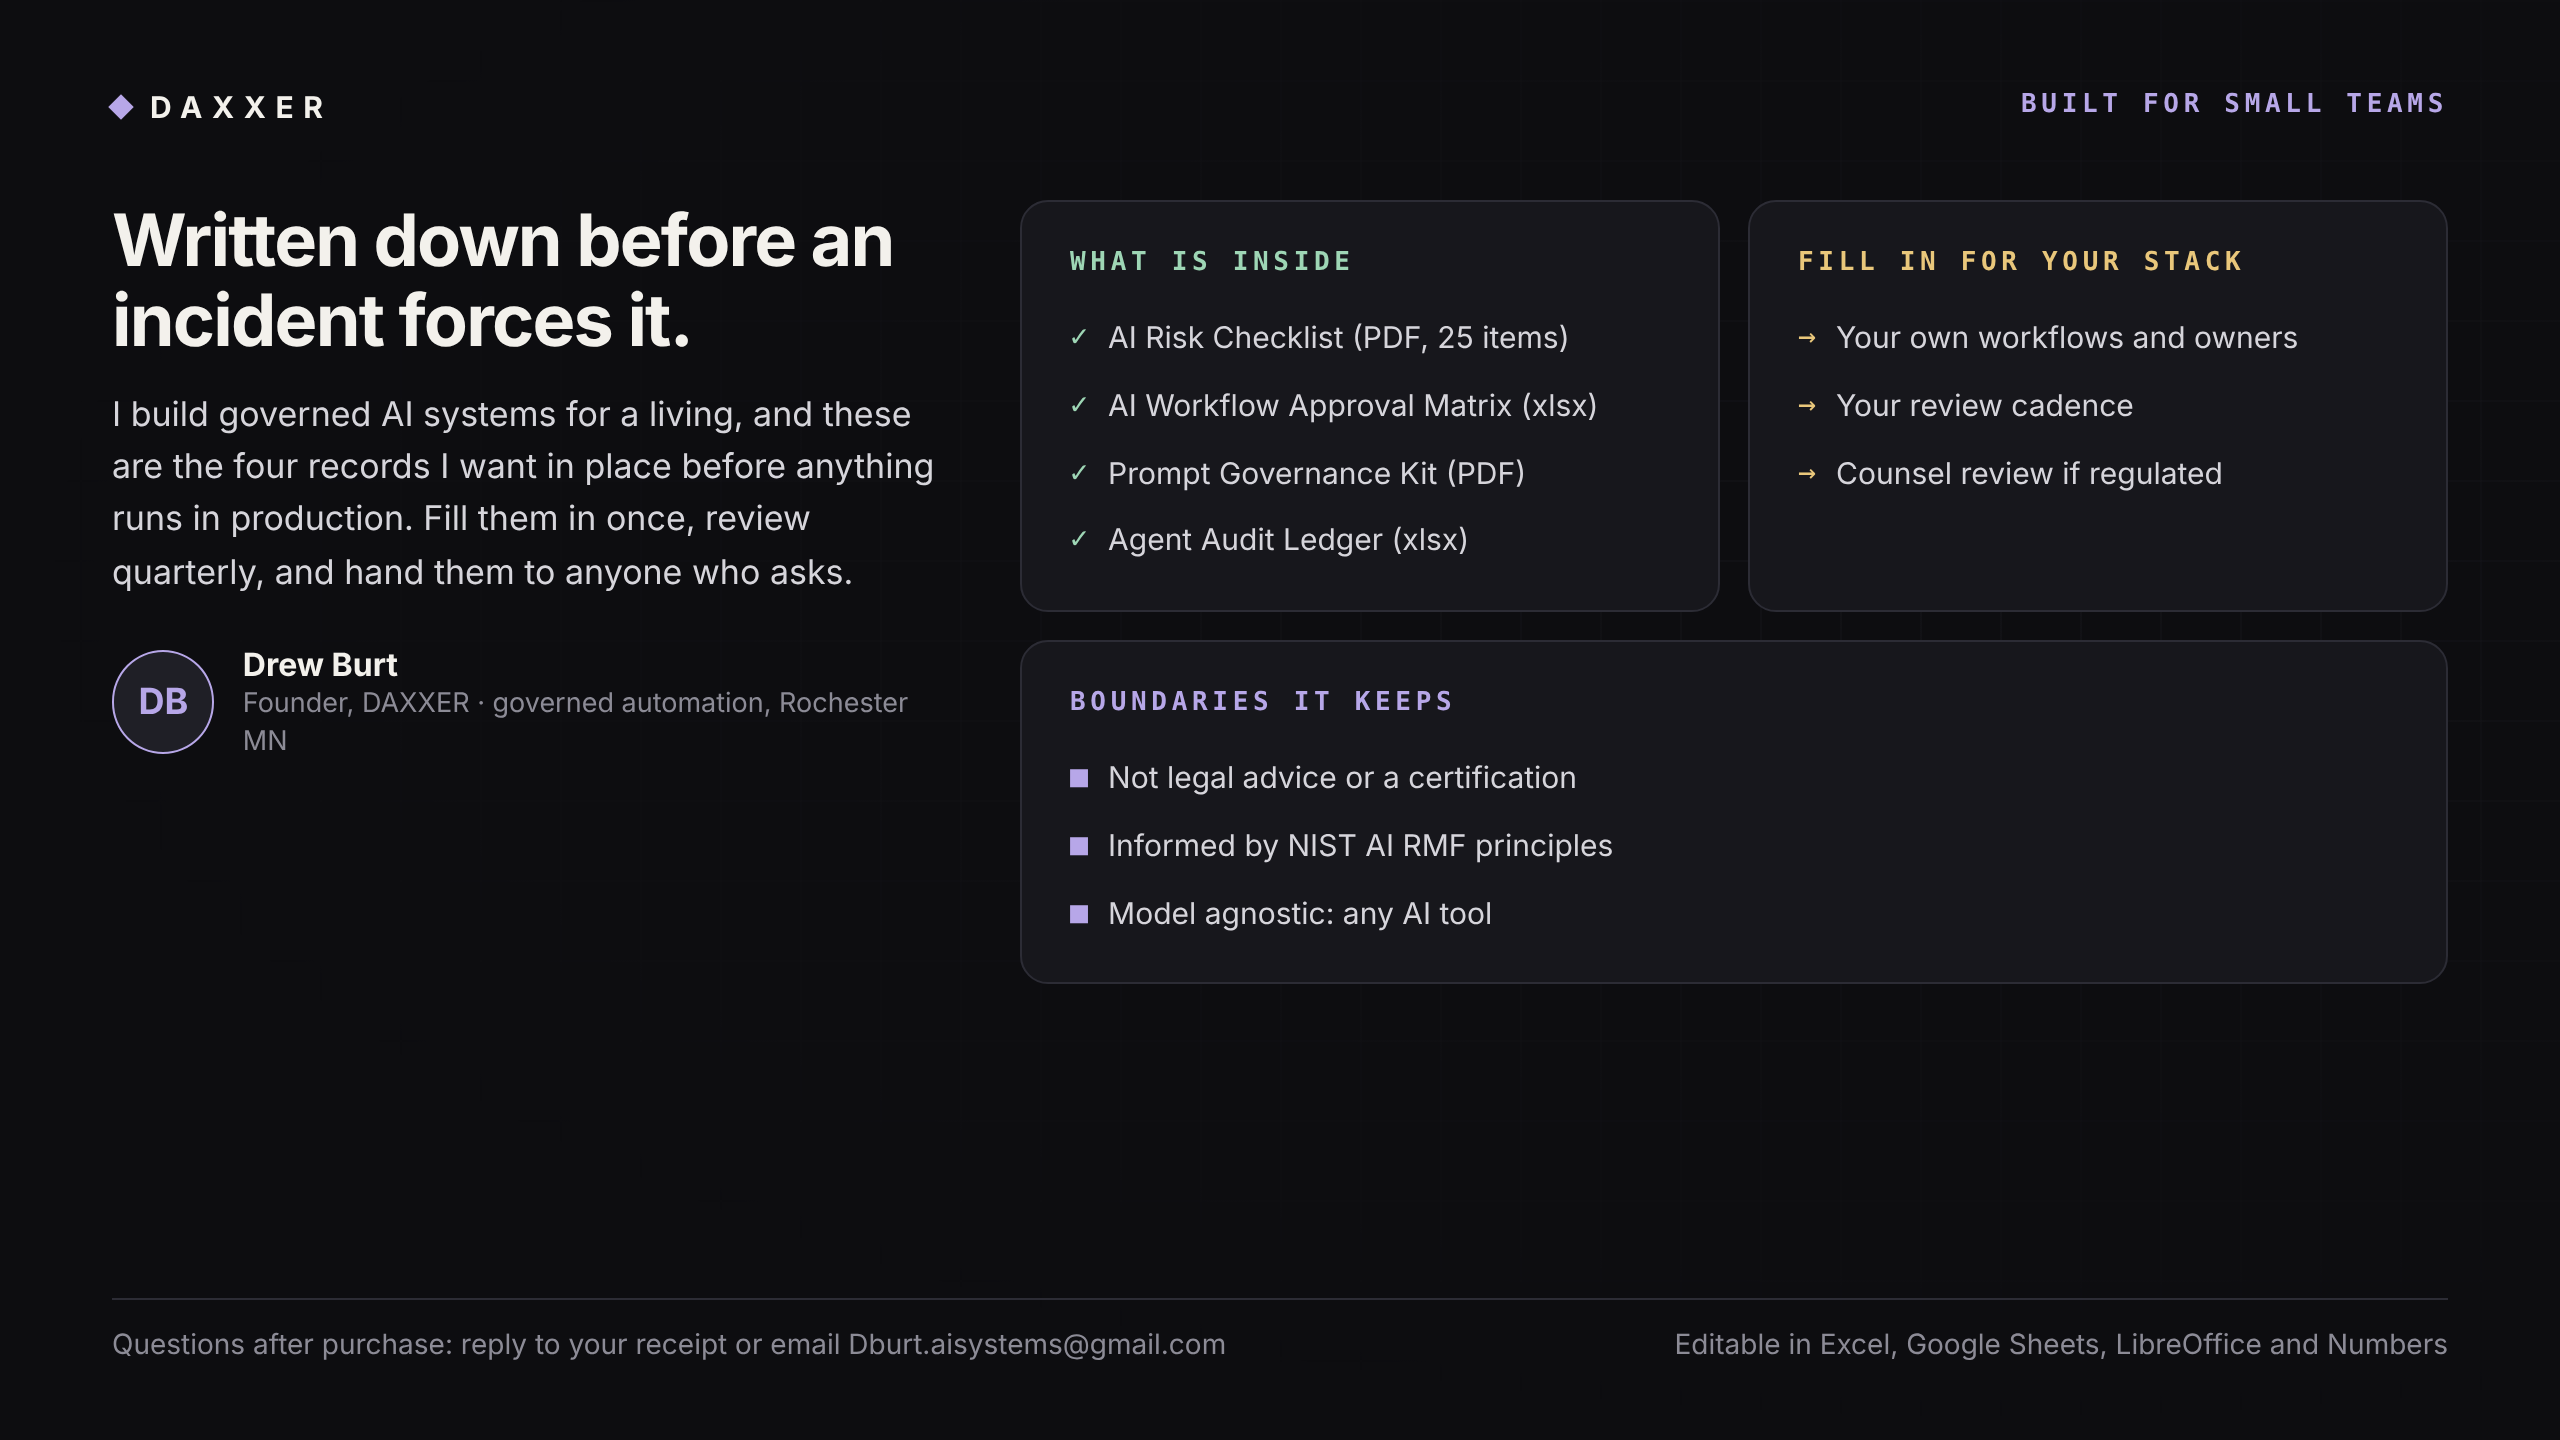 DAXXER
BUILT FOR SMALL TEAMS
Written down before an
incident forces it.
I build governed AI systems for a living, and these
are the four records I want in place before anything
runs in production. Fill them in once, review
quarterly, and hand them to anyone who asks.
DB
Drew Burt
Founder, DAXXER · governed automation, Rochester
MN
WHAT IS INSIDE
✓ AI Risk Checklist (PDF, 25 items)
✓ AI Workflow Approval Matrix (xlsx)
✓ Prompt Governance Kit (PDF)
✓ Agent Audit Ledger (xlsx)
FILL IN FOR YOUR STACK
→ Your own workflows and owners
→ Your review cadence
→ Counsel review if regulated
BOUNDARIES IT KEEPS
■ Not legal advice or a certification
■ Informed by NIST AI RMF principles
■ Model agnostic: any AI tool
Questions after purchase: reply to your receipt or email Dburt.aisystems@gmail.com
Editable in Excel, Google Sheets, LibreOffice and Numbers